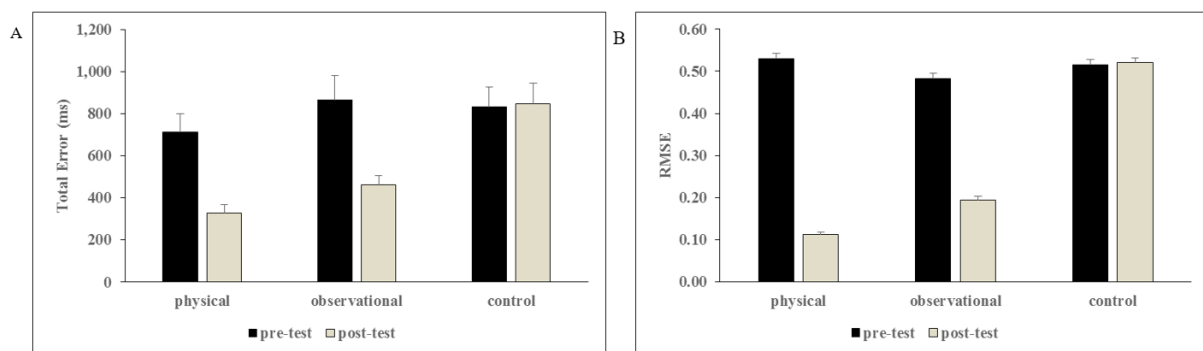 A
1,200
1,000
800
600
400
200
0
Total Error (ms)
physical observational control
pre-test post-test
B
0.60
0.50
0.40
0.30
0.20
0.10
0.00
RMSE
physical observational control
pre-test post-test